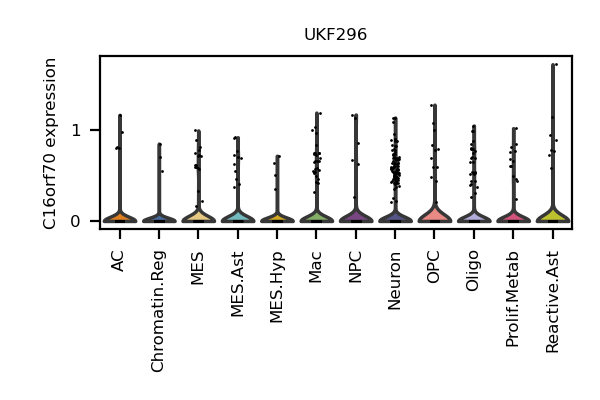 UKF296
C16orf70 expression
1
0
AC
Chromatin.Reg
MES
MES.Ast
MES.Hyp
Mac
NPC
Neuron
OPC
Oligo
Prolif.Metab
Reactive.Ast